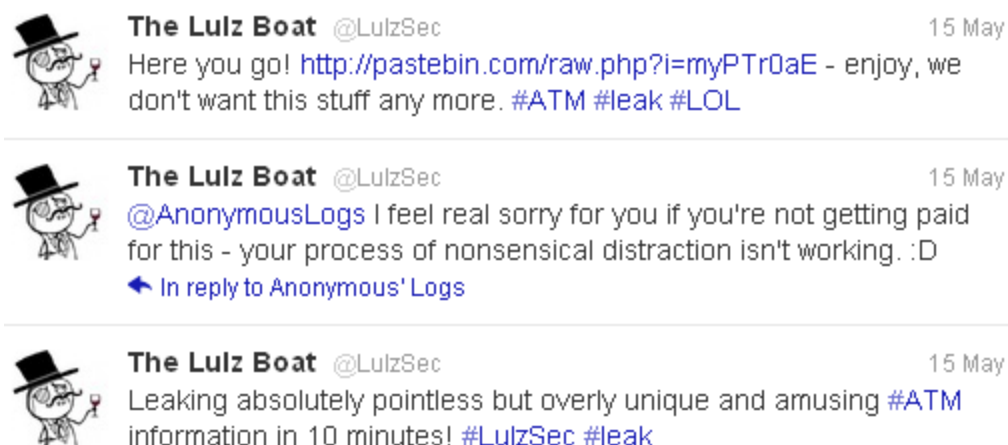 The Lulz Boat @LulzSec 15 May
Here you go! http://pastebin.com/raw.php?i=myPTr0aE - enjoy, we
don't want this stuff any more. #ATM #leak #LOL
The Lulz Boat @LulzSec 15 May
@AnonymousLogs I feel real sorry for you if you're not getting paid
for this - your process of nonsensical distraction isn't working. :D
In reply to Anonymous' Logs
The Lulz Boat @LulzSec 15 May
Leaking absolutely pointless but overly unique and amusing #ATM
information in 10 minutes! #LulzSec #leak